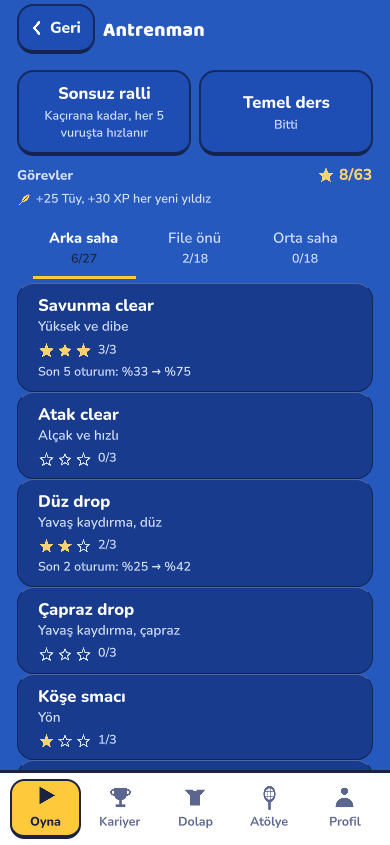 Geri
Antrenman
Sonsuz ralli
Kaçırana kadar, her 5
vuruşta hızlanır
Temel ders
Bitti
Görevler
8/63
+25 Tüy, +30 XP her yeni yıldız
Arka saha
6/27
File önü
2/18
Orta saha
0/18
Savunma clear
Yüksek ve dibe
3/3
Son 5 oturum: %33 → %75
Atak clear
Alçak ve hızlı
0/3
Düz drop
Yavaş kaydırma, düz
2/3
Son 2 oturum: %25 → %42
Çapraz drop
Yavaş kaydırma, çapraz
0/3
Köşe smacı
Yön
1/3
Oyna
Kariyer
Dolap
Atölye
Profil